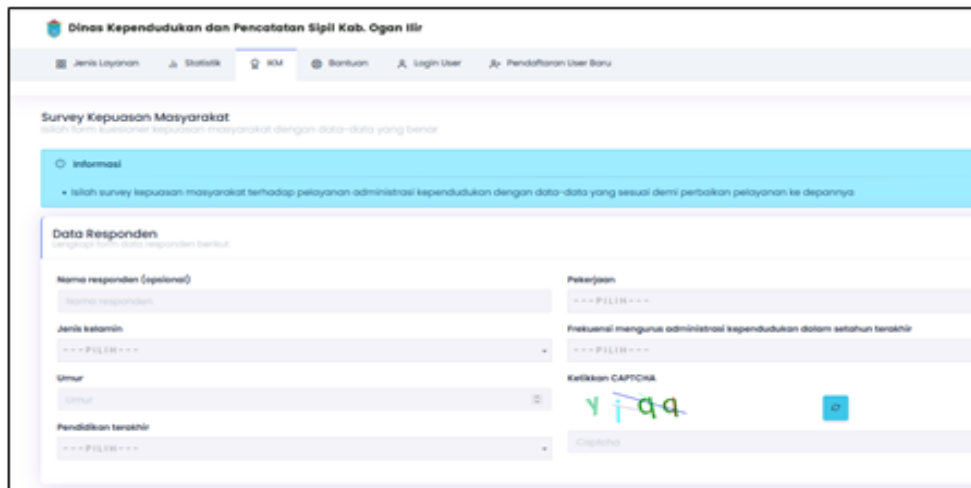 Dinas Kependudukan dan Pencatatan Sipil Kab. Ogan Ilir
Jenis Layanan Statistik IKM Bantuan Login User Pendaftaran User Baru
Survey Kepuasan Masyarakat
Isilah form kuesioner kepuasan masyarakat dengan data-data yang benar
Informasi
• Isilah survey kepuasan masyarakat terhadap pelayanan administrasi kependudukan dengan data-data yang sesuai demi perbaikan pelayanan ke depannya
Data Responden
Lengkapi form data responden berikut
Nama responden (opsional)
Nama responden
Jenis kelamin
---PILIH---
Umur
Umur
Pendidikan terakhir
---PILIH---
Pekerjaan
---PILIH---
Frekuensi mengurus administrasi kependudukan dalam setahun terakhir
---PILIH---
Ketikkan CAPTCHA
yiqq
Captcha